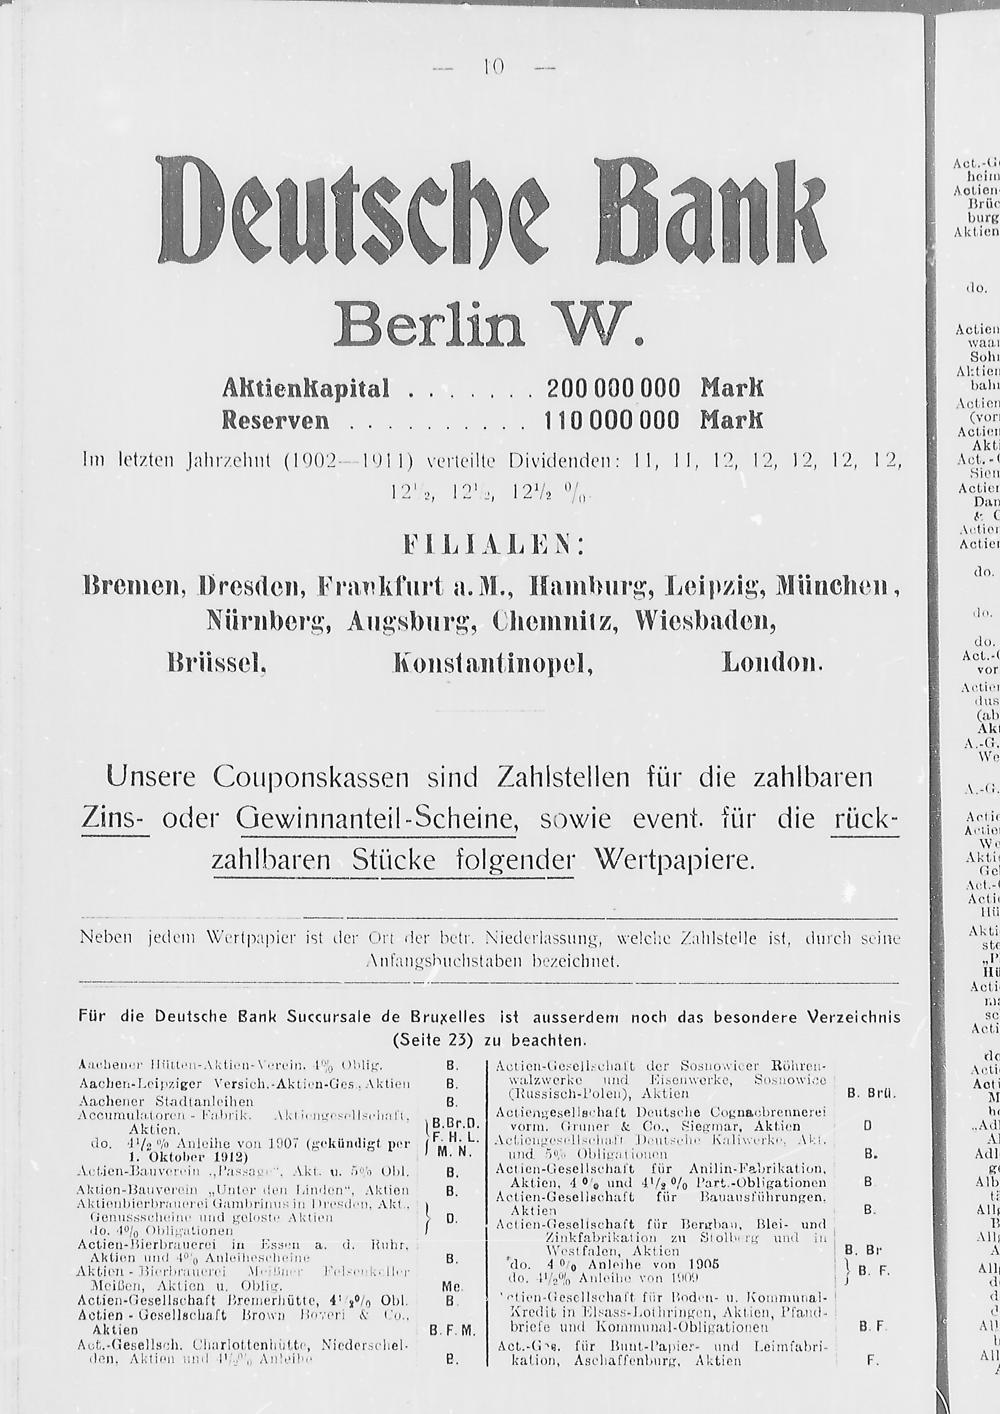 — 10 —
Deutsche Bank
Berlin W.
Aktienkapital . . . . . . . 200 000 000 Mark
Reserven . . . . . . . . . . 110 000 000 Mark
Im letzten Jahrzehnt (1902—1911) verteilte Dividenden: 11, 11, 12, 12, 12, 12, 12,
12½, 12½, 12½ %.
FILIALEN:
Bremen, Dresden, Frankfurt a. M., Hamburg, Leipzig, München,
Nürnberg, Augsburg, Chemnitz, Wiesbaden,
Brüssel, Konstantinopel, London.
Unsere Couponskassen sind Zahlstellen für die zahlbaren
Zins- oder Gewinnanteil-Scheine, sowie event. für die rück-
zahlbaren Stücke folgender Wertpapiere.
Neben jedem Wertpapier ist der Ort der betr. Niederlassung, welche Zahlstelle ist, durch seine
Anfangsbuchstaben bezeichnet.
Für die Deutsche Bank Succursale de Bruxelles ist ausserdem noch das besondere Verzeichnis
(Seite 23) zu beachten.
Aachener Hütten-Aktien-Verein. 4% Oblig. B.
Aachen-Leipziger Versich.-Aktien-Ges., Aktien B.
Aachener Stadtanleihen B.
Accumulatoren-Fabrik. Aktiengesellschaft,
Aktien. B. Br. D.
do. 4½ % Anleihe von 1907 (gekündigt per F. H. L.
1. Oktober 1912) M. N.
Actien-Bauverein „Passage“, Akt. u. 5% Obl. B.
Aktien-Bauverein „Unter den Linden“, Aktien B.
Aktienbierbrauerei Gambrinus in Dresden, Akt.,
Genussscheine und geloste Aktien D.
do. 4% Obligationen
Actien-Bierbrauerei in Essen a. d. Ruhr,
Aktien und 4% Anleihescheine B.
Aktien-Bierbrauerei Meißner Felsenkeller
Meißen, Aktien u. Oblig. Me.
Actien-Gesellschaft Bremerhütte, 4½% Obl. B.
Actien-Gesellschaft Brown Boveri & Co.,
Aktien B. F. M.
Act.-Gesellsch. Charlottenhütte, Niederschel-
den, Aktien und 4½% Anleihe B.
Actien-Gesellschaft der Sosnowicer Röhren-
walzwerke und Eisenwerke, Sosnowice
(Russisch-Polen), Aktien B. Brü.
Actiengesellschaft Deutsche Cognacbrennerei
vorm. Gruner & Co., Siegmar, Aktien D
Actiengesellschaft Deutsche Kaliwerke, Akt.
und 5% Obligationen B.
Actien-Gesellschaft für Anilin-Fabrikation,
Aktien, 4 % und 4½ % Part.-Obligationen B
Actien-Gesellschaft für Bauausführungen,
Aktien B.
Actien-Gesellschaft für Bergbau, Blei- und
Zinkfabrikation zu Stolberg und in
Westfalen, Aktien B. Br
do. 4 % Anleihe von 1905 B. F.
do. 4½% Anleihe von 1909
Actien-Gesellschaft für Boden- u. Kommunal-
Kredit in Elsass-Lothringen, Aktien, Pfand-
briefe und Kommunal-Obligationen B. F.
Act.-Ges. für Bunt-Papier- und Leimfabri-
kation, Aschaffenburg, Aktien F.